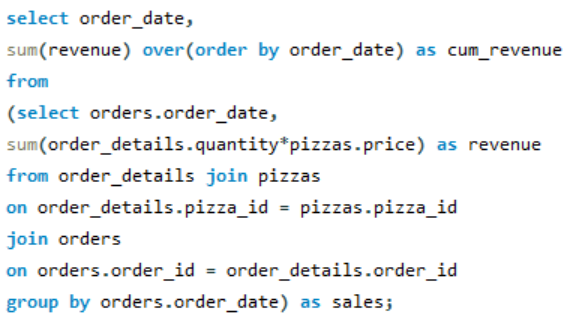 select order_date,
sum(revenue) over(order by order_date) as cum_revenue
from
(select orders.order_date,
sum(order_details.quantity*pizzas.price) as revenue
from order_details join pizzas
on order_details.pizza_id = pizzas.pizza_id
join orders
on orders.order_id = order_details.order_id
group by orders.order_date) as sales;